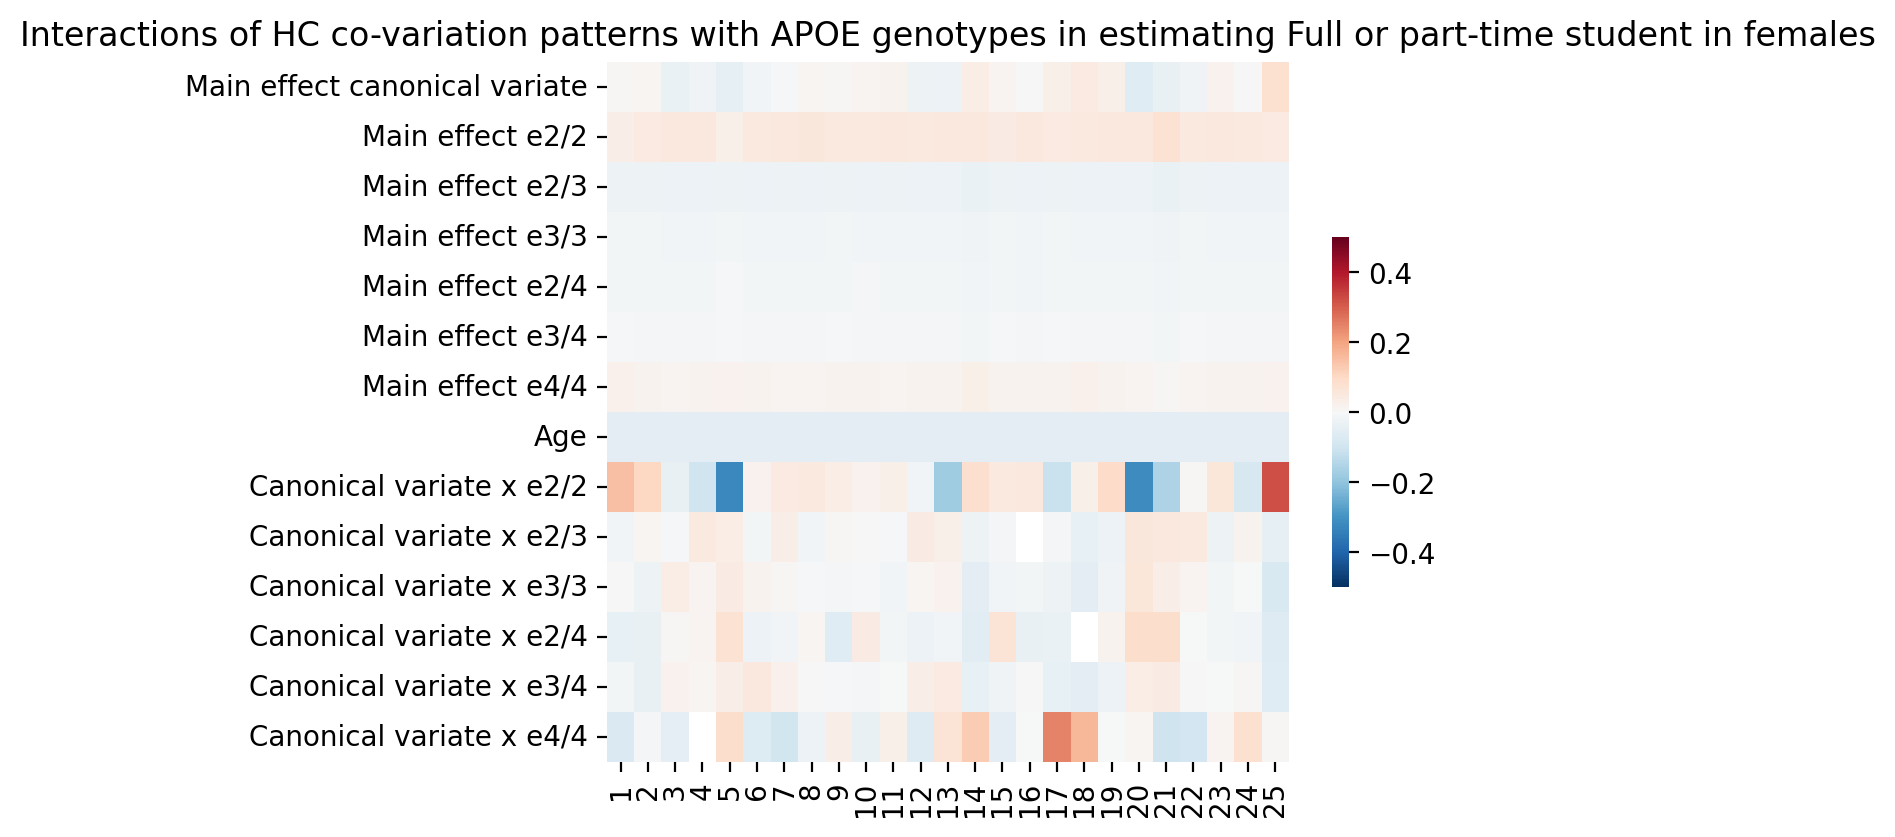 Interactions of HC co-variation patterns with APOE genotypes in estimating Full or part-time student in females
Main effect canonical variate
Main effect e2/2
Main effect e2/3
Main effect e3/3
Main effect e2/4
Main effect e3/4
Main effect e4/4
Age
Canonical variate x e2/2
Canonical variate x e2/3
Canonical variate x e3/3
Canonical variate x e2/4
Canonical variate x e3/4
Canonical variate x e4/4
1 2 3 4 5 6 7 8 9 10 11 12 13 14 15 16 17 18 19 20 21 22 23 24 25
0.4
0.2
0.0
−0.2
−0.4